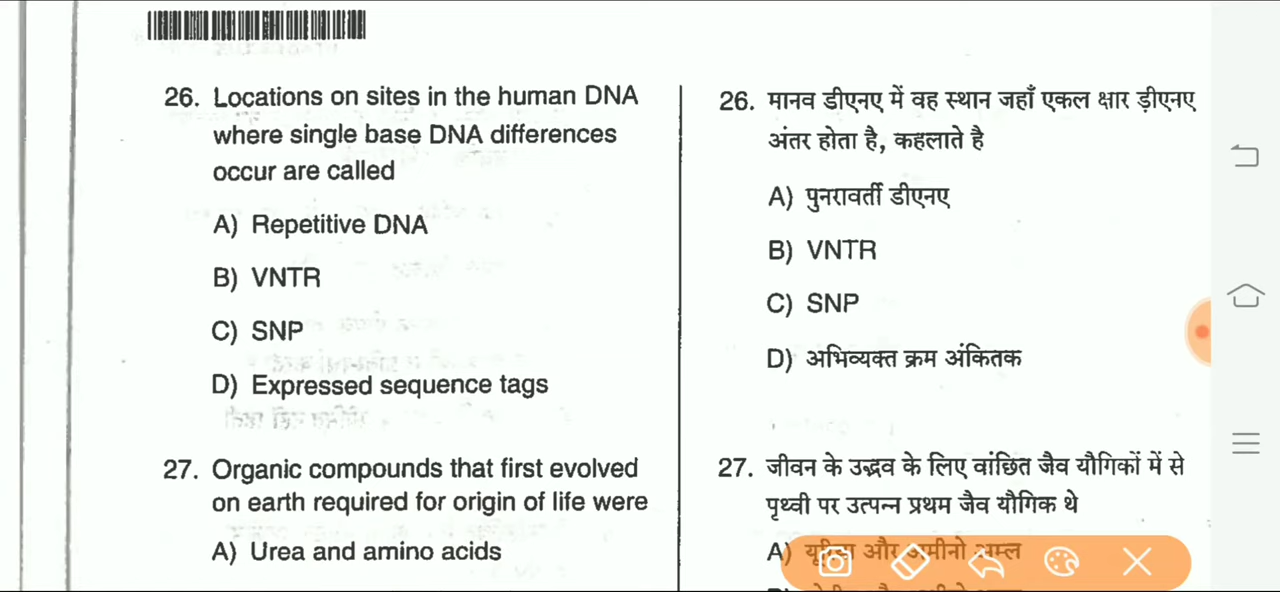 26. Locations on sites in the human DNA
where single base DNA differences
occur are called
A) Repetitive DNA
B) VNTR
C) SNP
D) Expressed sequence tags
27. Organic compounds that first evolved
on earth required for origin of life were
A) Urea and amino acids
26. मानव डीएनए में वह स्थान जहाँ एकल क्षार ड़ीएनए
अंतर होता है, कहलाते है
A) पुनरावर्ती डीएनए
B) VNTR
C) SNP
D) अभिव्यक्त क्रम अंकितक
27. जीवन के उद्भव के लिए वांछित जैव यौगिकों में से
पृथ्वी पर उत्पन्न प्रथम जैव यौगिक थे
A) यूरिया और अमीनो अम्ल